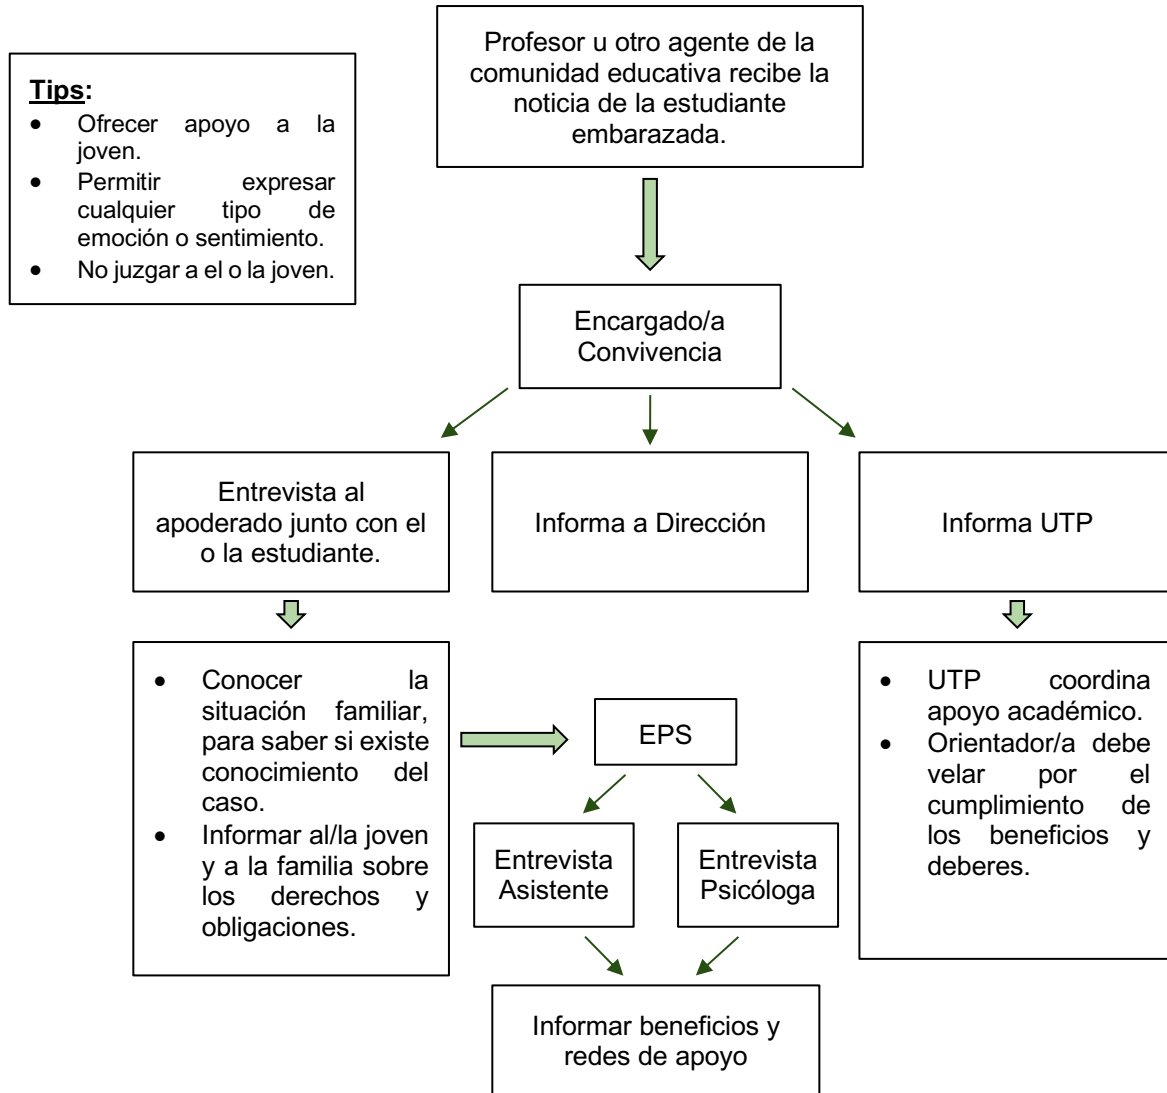 Profesor u otro agente de la
comunidad educativa recibe la
noticia de la estudiante
embarazada.
Tips:
• Ofrecer apoyo a la
joven.
• Permitir expresar
cualquier tipo de
emoción o sentimiento.
• No juzgar a el o la joven.
Encargado/a
Convivencia
Entrevista al
apoderado junto con el
o la estudiante.
Informa a Dirección
Informa UTP
• Conocer la
situación familiar,
para saber si existe
conocimiento del
caso.
• Informar al/la joven
y a la familia sobre
los derechos y
obligaciones.
EPS
Entrevista
Asistente
Entrevista
Psicóloga
Informar beneficios y
redes de apoyo
• UTP coordina
apoyo académico.
• Orientador/a debe
velar por el
cumplimiento de
los beneficios y
deberes.